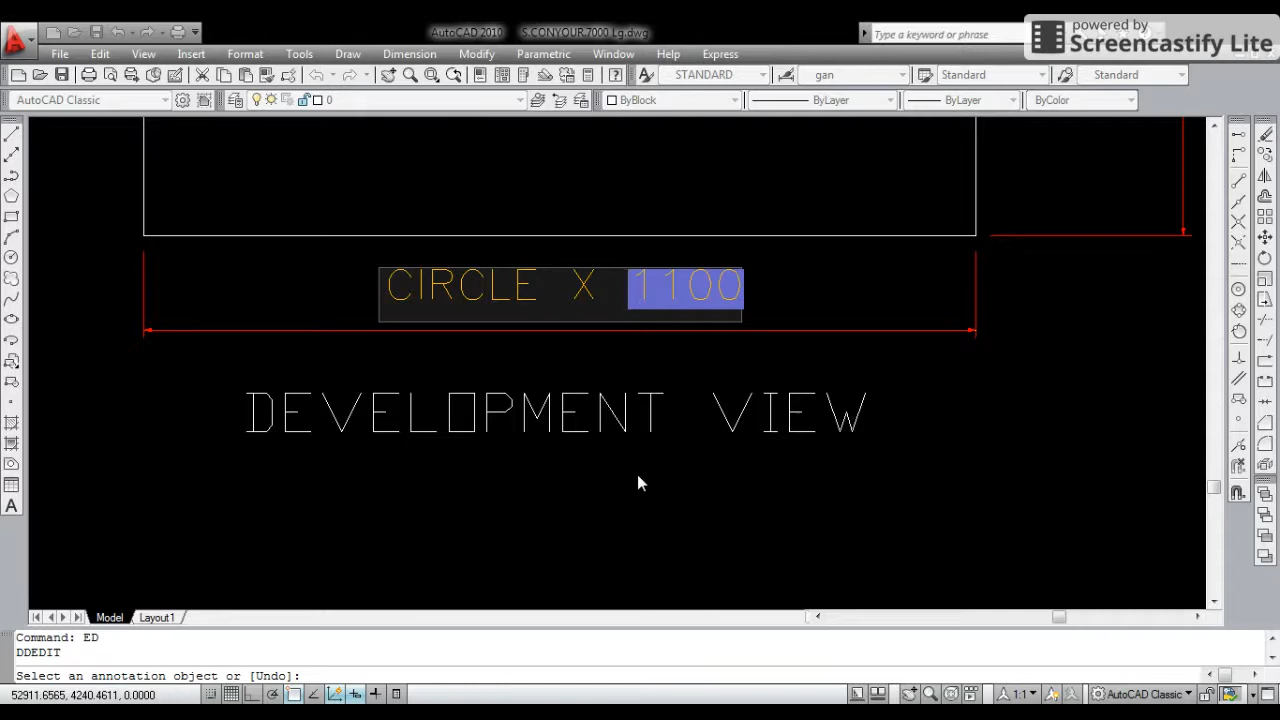 powered by
Screencastify Lite
AutoCAD 2010 S.CONYOUR.7000 Lg.dwg
Type a keyword or phrase
File Edit View Insert Format Tools Draw Dimension Modify Parametric Window Help Express
STANDARD gan Standard Standard
AutoCAD Classic 0 ByBlock ByLayer ByLayer ByColor
CIRCLE X 1100
DEVELOPMENT VIEW
Model Layout1
Command: ED
DDEDIT
Select an annotation object or [Undo]:
52911.6565, 4240.4611, 0.0000 1:1 AutoCAD Classic